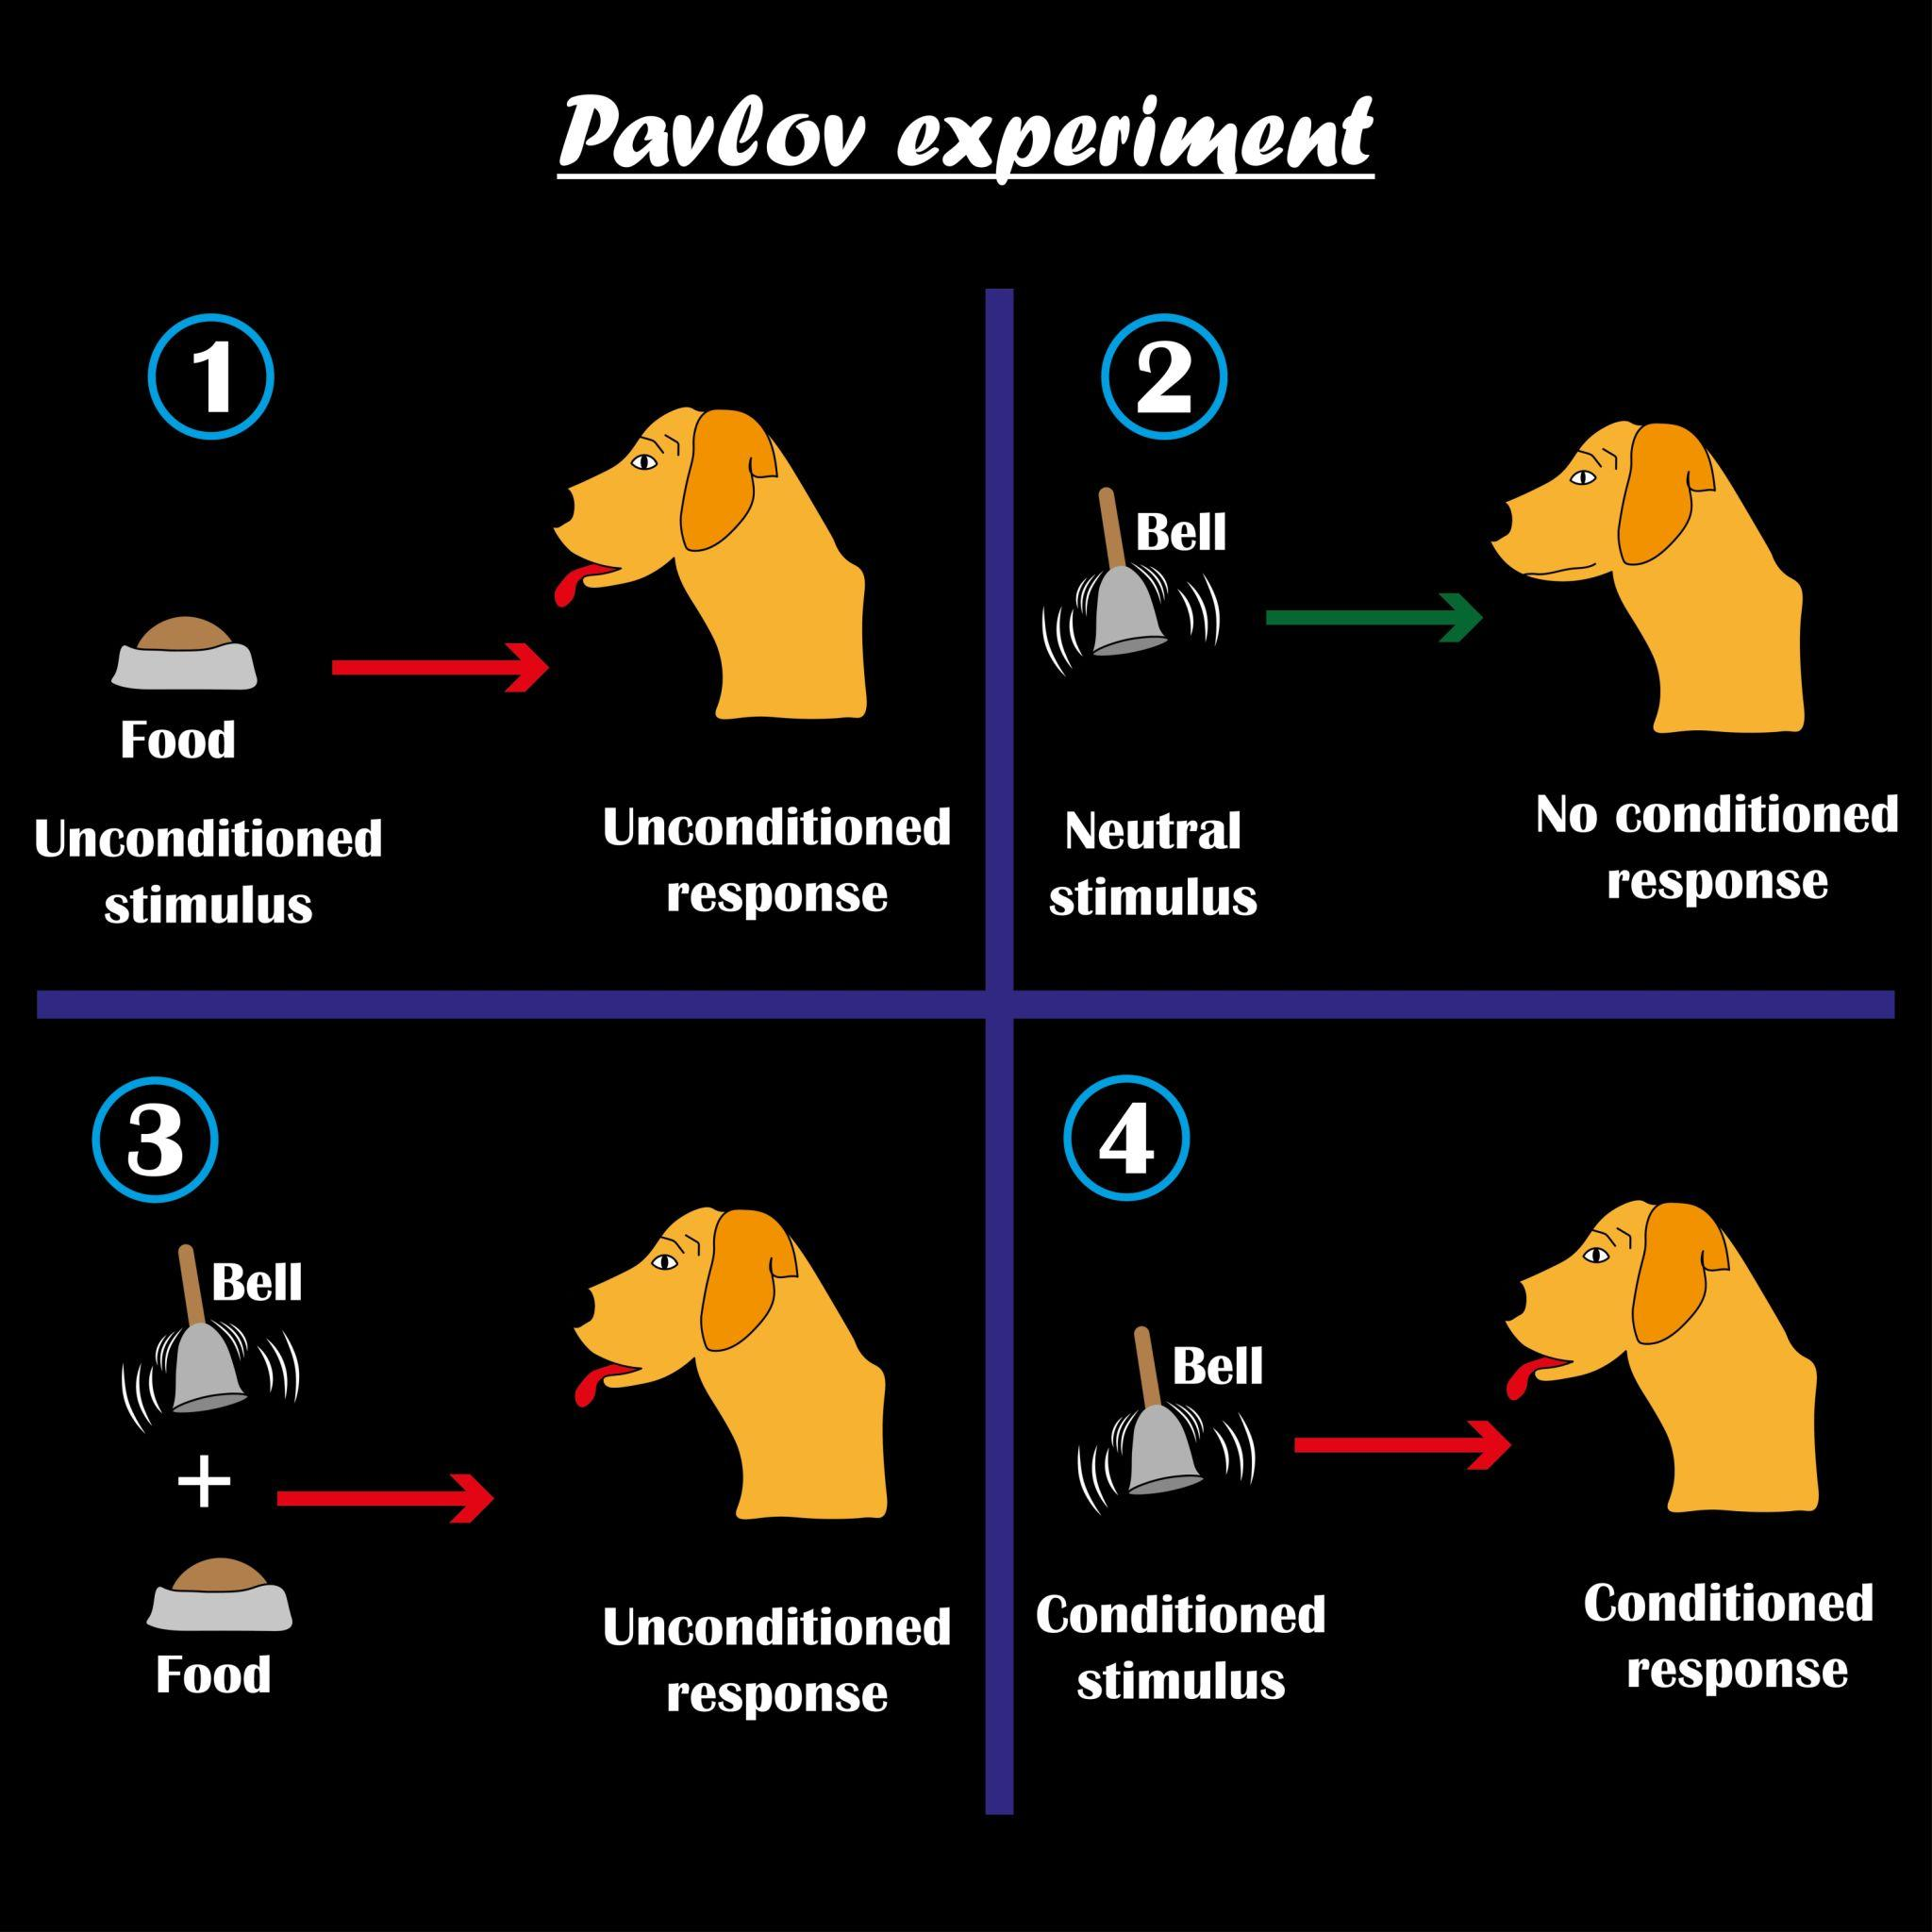 Pavlov experiment
1
Bell
Food
Unconditioned
stimulus
Unconditioned
response
2
Bell
Neutral
stimulus
No conditioned
response
3
Bell
+
Food
Unconditioned
response
4
Bell
Conditioned
stimulus
Conditioned
response